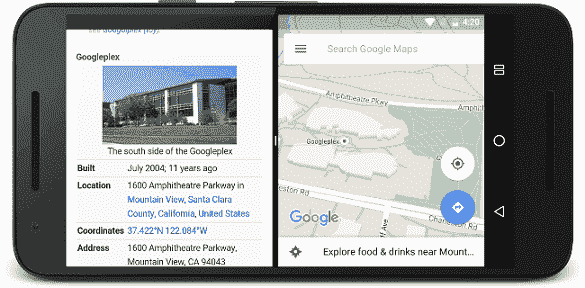 see Googleplex (toy).
Googleplex
The south side of the Googleplex
Built July 2004; 11 years ago
Location 1600 Amphitheatre Parkway in
Mountain View, Santa Clara
County, California, United
States
Coordinates 37.422°N 122.084°W
Address 1600 Amphitheatre Parkway,
Mountain View, CA 94043
4:20
Search Google Maps
Amphitheatre Pkwy
Amphithea
Googleplex
Charleston Rd
Google
Explore food & drinks near Mount...